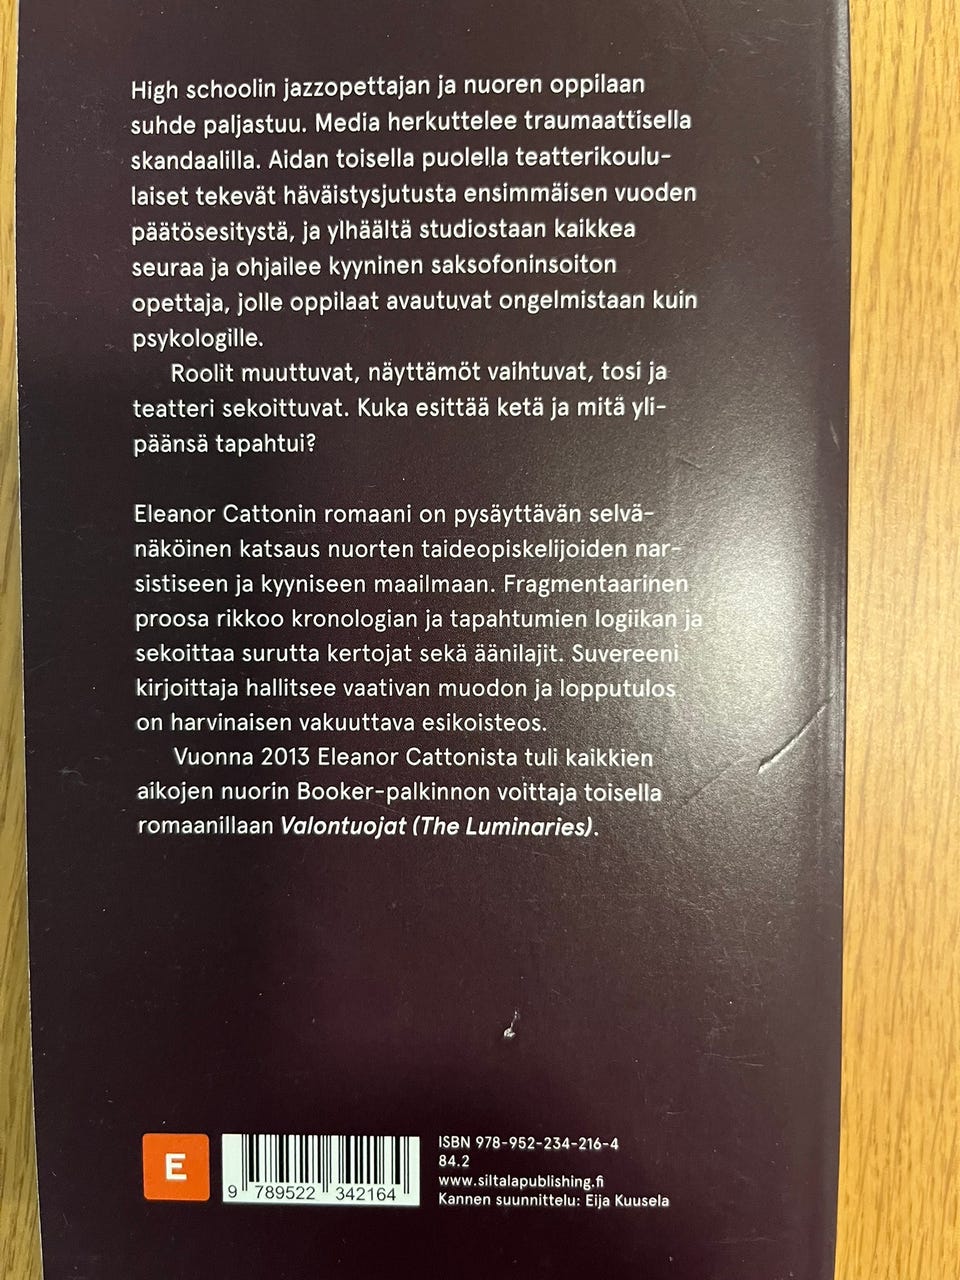 High schoolin jazzopettajan ja nuoren oppilaan
suhde paljastuu. Media herkuttelee traumaattisella
skandaalilla. Aidan toisella puolella teatterikoulu-
laiset tekevät häväistysjutusta ensimmäisen vuoden
päätösesitystä, ja ylhäältä studiostaan kaikkea
seuraa ja ohjailee kyyninen saksofoninsoiton
opettaja, jolle oppilaat avautuvat ongelmistaan kuin
psykologille.
Roolit muuttuvat, näyttämöt vaihtuvat, tosi ja
teatteri sekoittuvat. Kuka esittää ketä ja mitä yli-
päänsä tapahtui?
Eleanor Cattonin romaani on pysäyttävän selvä-
näköinen katsaus nuorten taideopiskelijoiden nar-
sistiseen ja kyyniseen maailmaan. Fragmentaarinen
proosa rikkoo kronologian ja tapahtumien logiikan ja
sekoittaa surutta kertojat sekä äänilajit. Suvereeni
kirjoittaja hallitsee vaativan muodon ja lopputulos
on harvinaisen vakuuttava esikoisteos.
Vuonna 2013 Eleanor Cattonista tuli kaikkien
aikojen nuorin Booker-palkinnon voittaja toisella
romaanillaan Valontuojat (The Luminaries).
E
9 789522 342164
ISBN 978-952-234-216-4
84.2
www.siltalapublishing.fi
Kannen suunnittelu: Eija Kuusela